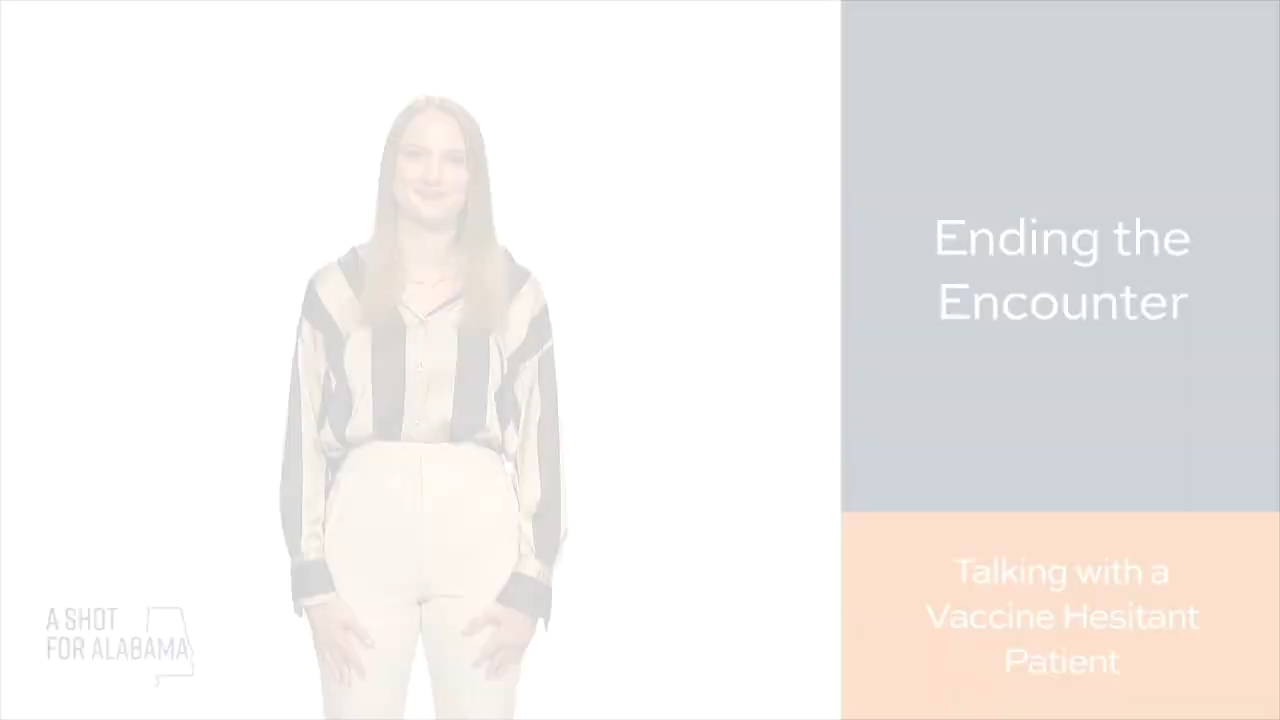 Ending the
Encounter
Talking with a
Vaccine Hesitant
Patient
A SHOT
FOR ALABAMA